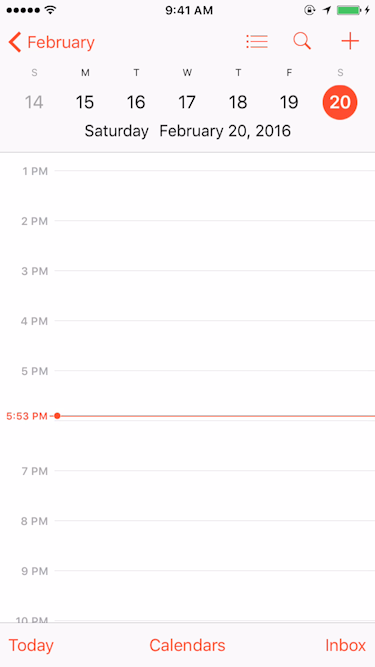 9:41 AM
February
S M T W T F S
14 15 16 17 18 19 20
Saturday February 20, 2016
1 PM
2 PM
3 PM
4 PM
5 PM
5:53 PM
7 PM
8 PM
9 PM
10 PM
Today Calendars Inbox